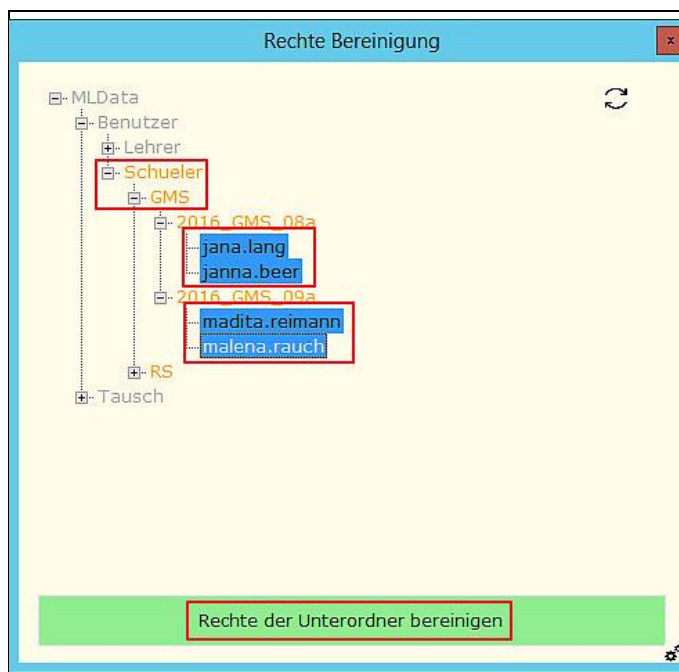 Rechte Bereinigung
x
MLData
Benutzer
Lehrer
Schueler
GMS
2016_GMS_08a
jana.lang
janna.beer
2016_GMS_09a
madita.reimann
malena.rauch
RS
Tausch
Rechte der Unterordner bereinigen